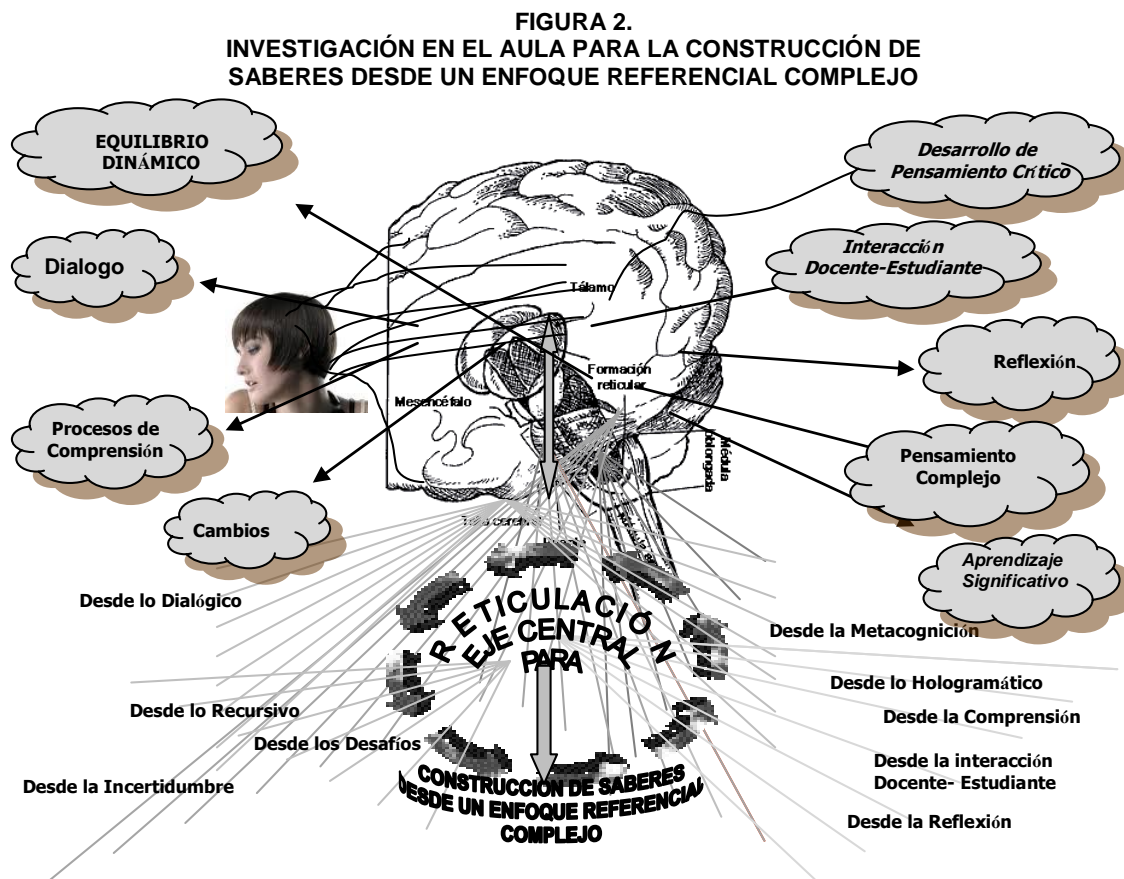 FIGURA 2.
INVESTIGACIÓN EN EL AULA PARA LA CONSTRUCCIÓN DE
SABERES DESDE UN ENFOQUE REFERENCIAL COMPLEJO
EQUILIBRIO
DINÁMICO
Desarrollo de
Pensamiento Crítico
Dialogo
Interacción
Docente-Estudiante
Tálamo
Reflexión
Formación
reticular
Mesencéfalo
Procesos de
Comprensión
Médula
oblongada
Pensamiento
Complejo
Cambios
Aprendizaje
Significativo
Desde lo Dialógico
RETICULACIÓN
EJE CENTRAL
PARA
Desde la Metacognición
Desde lo Hologramático
Desde lo Recursivo
Desde la Comprensión
Desde los Desafíos
Desde la interacción
Docente- Estudiante
Desde la Incertidumbre
CONSTRUCCIÓN DE SABERES
DESDE UN ENFOQUE REFERENCIAL
COMPLEJO
Desde la Reflexión